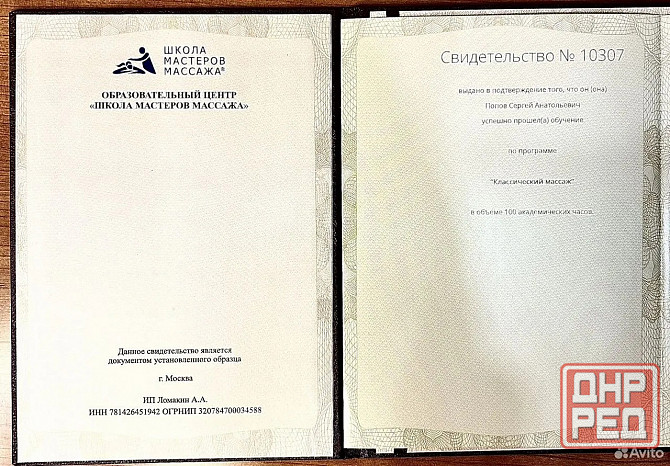 ШКОЛА
МАСТЕРОВ
МАССАЖА®
ОБРАЗОВАТЕЛЬНЫЙ ЦЕНТР
«ШКОЛА МАСТЕРОВ МАССАЖА»
Данное свидетельство является
документом установленного образца
г. Москва
ИП Ломакин А.А.
ИНН 781426451942 ОГРНИП 320784700034588
Свидетельство № 10307
выдано в подтверждение того, что он (она)
Попов Сергей Анатольевич
успешно прошел(а) обучение
по программе
"Классический массаж"
в объеме 100 академических часов.
ДНР
РЕД
Avito